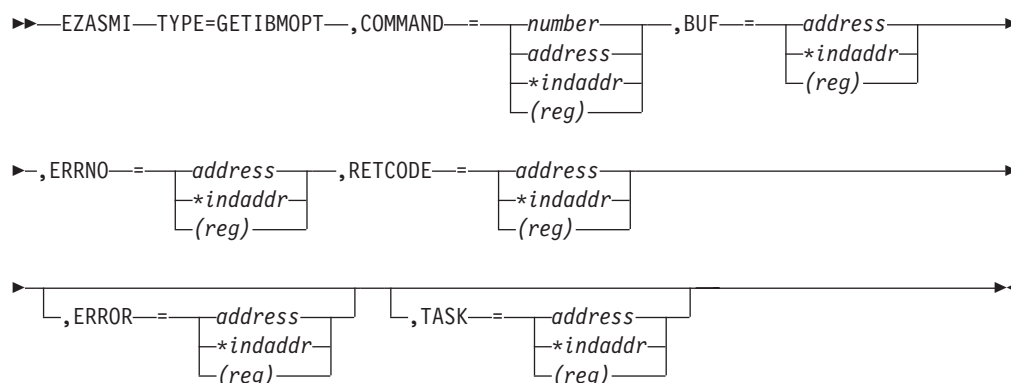 EZASMI TYPE=GETIBMOPT ,COMMAND = number ,BUF = address
address *indaddr
*indaddr (reg)
(reg)
,ERRNO = address ,RETCODE = address
*indaddr *indaddr
(reg) (reg)
,ERROR = address ,TASK = address
*indaddr *indaddr
(reg) (reg)